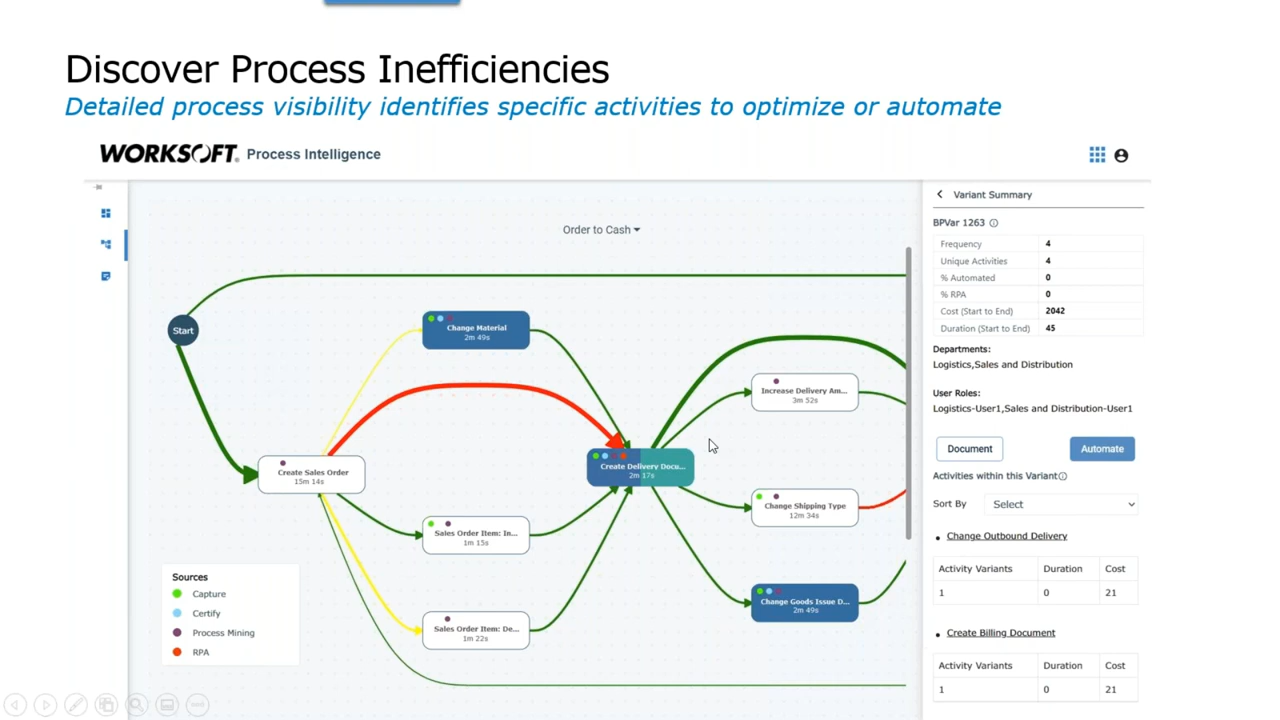 Discover Process Inefficiencies
Detailed process visibility identifies specific activities to optimize or automate
WORKSOFT® Process Intelligence
Order to Cash
Start
Change Material
2m 49s
Create Sales Order
15m 14s
Sales Order Item: In...
1m 15s
Sales Order Item: De...
1m 22s
Create Delivery Docu...
2m 17s
Increase Delivery Am...
3m 52s
Change Shipping Type
12m 34s
Change Goods Issue D...
2m 49s
Sources
Capture
Certify
Process Mining
RPA
Variant Summary
BPVar 1263
Frequency 4
Unique Activities 4
% Automated 0
% RPA 0
Cost (Start to End) 2042
Duration (Start to End) 45
Departments:
Logistics,Sales and Distribution
User Roles:
Logistics-User1,Sales and Distribution-User1
Document Automate
Activities within this Variant
Sort By Select
Change Outbound Delivery
Activity Variants Duration Cost
1 0 21
Create Billing Document
Activity Variants Duration Cost
1 0 21